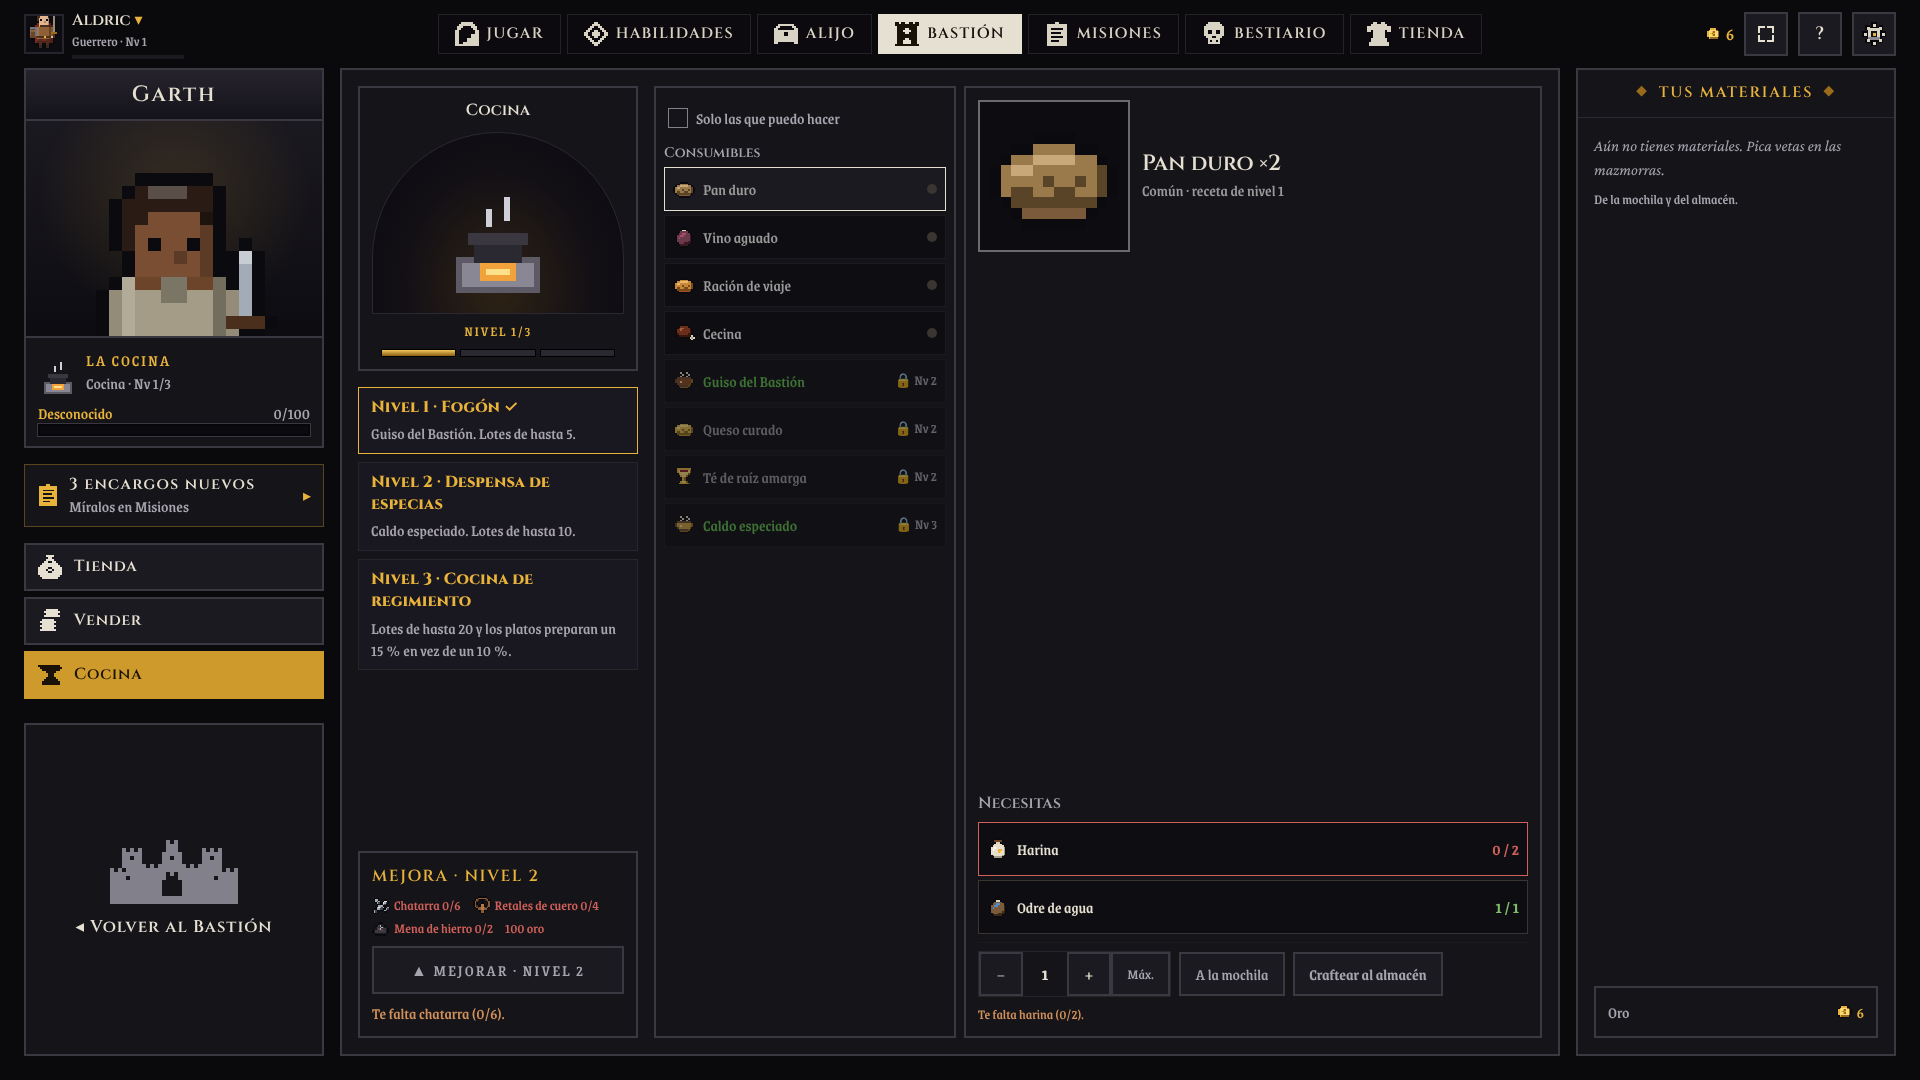 Aldric ▼
Guerrero · Nv 1
JUGAR
HABILIDADES
ALIJO
BASTIÓN
MISIONES
BESTIARIO
TIENDA
6
?
Garth
LA COCINA
Cocina · Nv 1/3
Desconocido 0/100
3 ENCARGOS NUEVOS
Míralos en Misiones
Tienda
Vender
Cocina
◂ Volver al Bastión
Cocina
NIVEL 1/3
Nivel 1 · Fogón ✓
Guiso del Bastión. Lotes de hasta 5.
Nivel 2 · Despensa de
especias
Caldo especiado. Lotes de hasta 10.
Nivel 3 · Cocina de
regimiento
Lotes de hasta 20 y los platos preparan un
15 % en vez de un 10 %.
MEJORA · NIVEL 2
Chatarra 0/6 Retales de cuero 0/4
Mena de hierro 0/2 100 oro
▲ MEJORAR · NIVEL 2
Te falta chatarra (0/6).
Solo las que puedo hacer
Consumibles
Pan duro
Vino aguado
Ración de viaje
Cecina
Guiso del Bastión Nv 2
Queso curado Nv 2
Té de raíz amarga Nv 2
Caldo especiado Nv 3
Pan duro ×2
Común · receta de nivel 1
Necesitas
Harina 0 / 2
Odre de agua 1 / 1
− 1 + Máx. A la mochila Craftear al almacén
Te falta harina (0/2).
◆ TUS MATERIALES ◆
Aún no tienes materiales. Pica vetas en las
mazmorras.
De la mochila y del almacén.
Oro 6